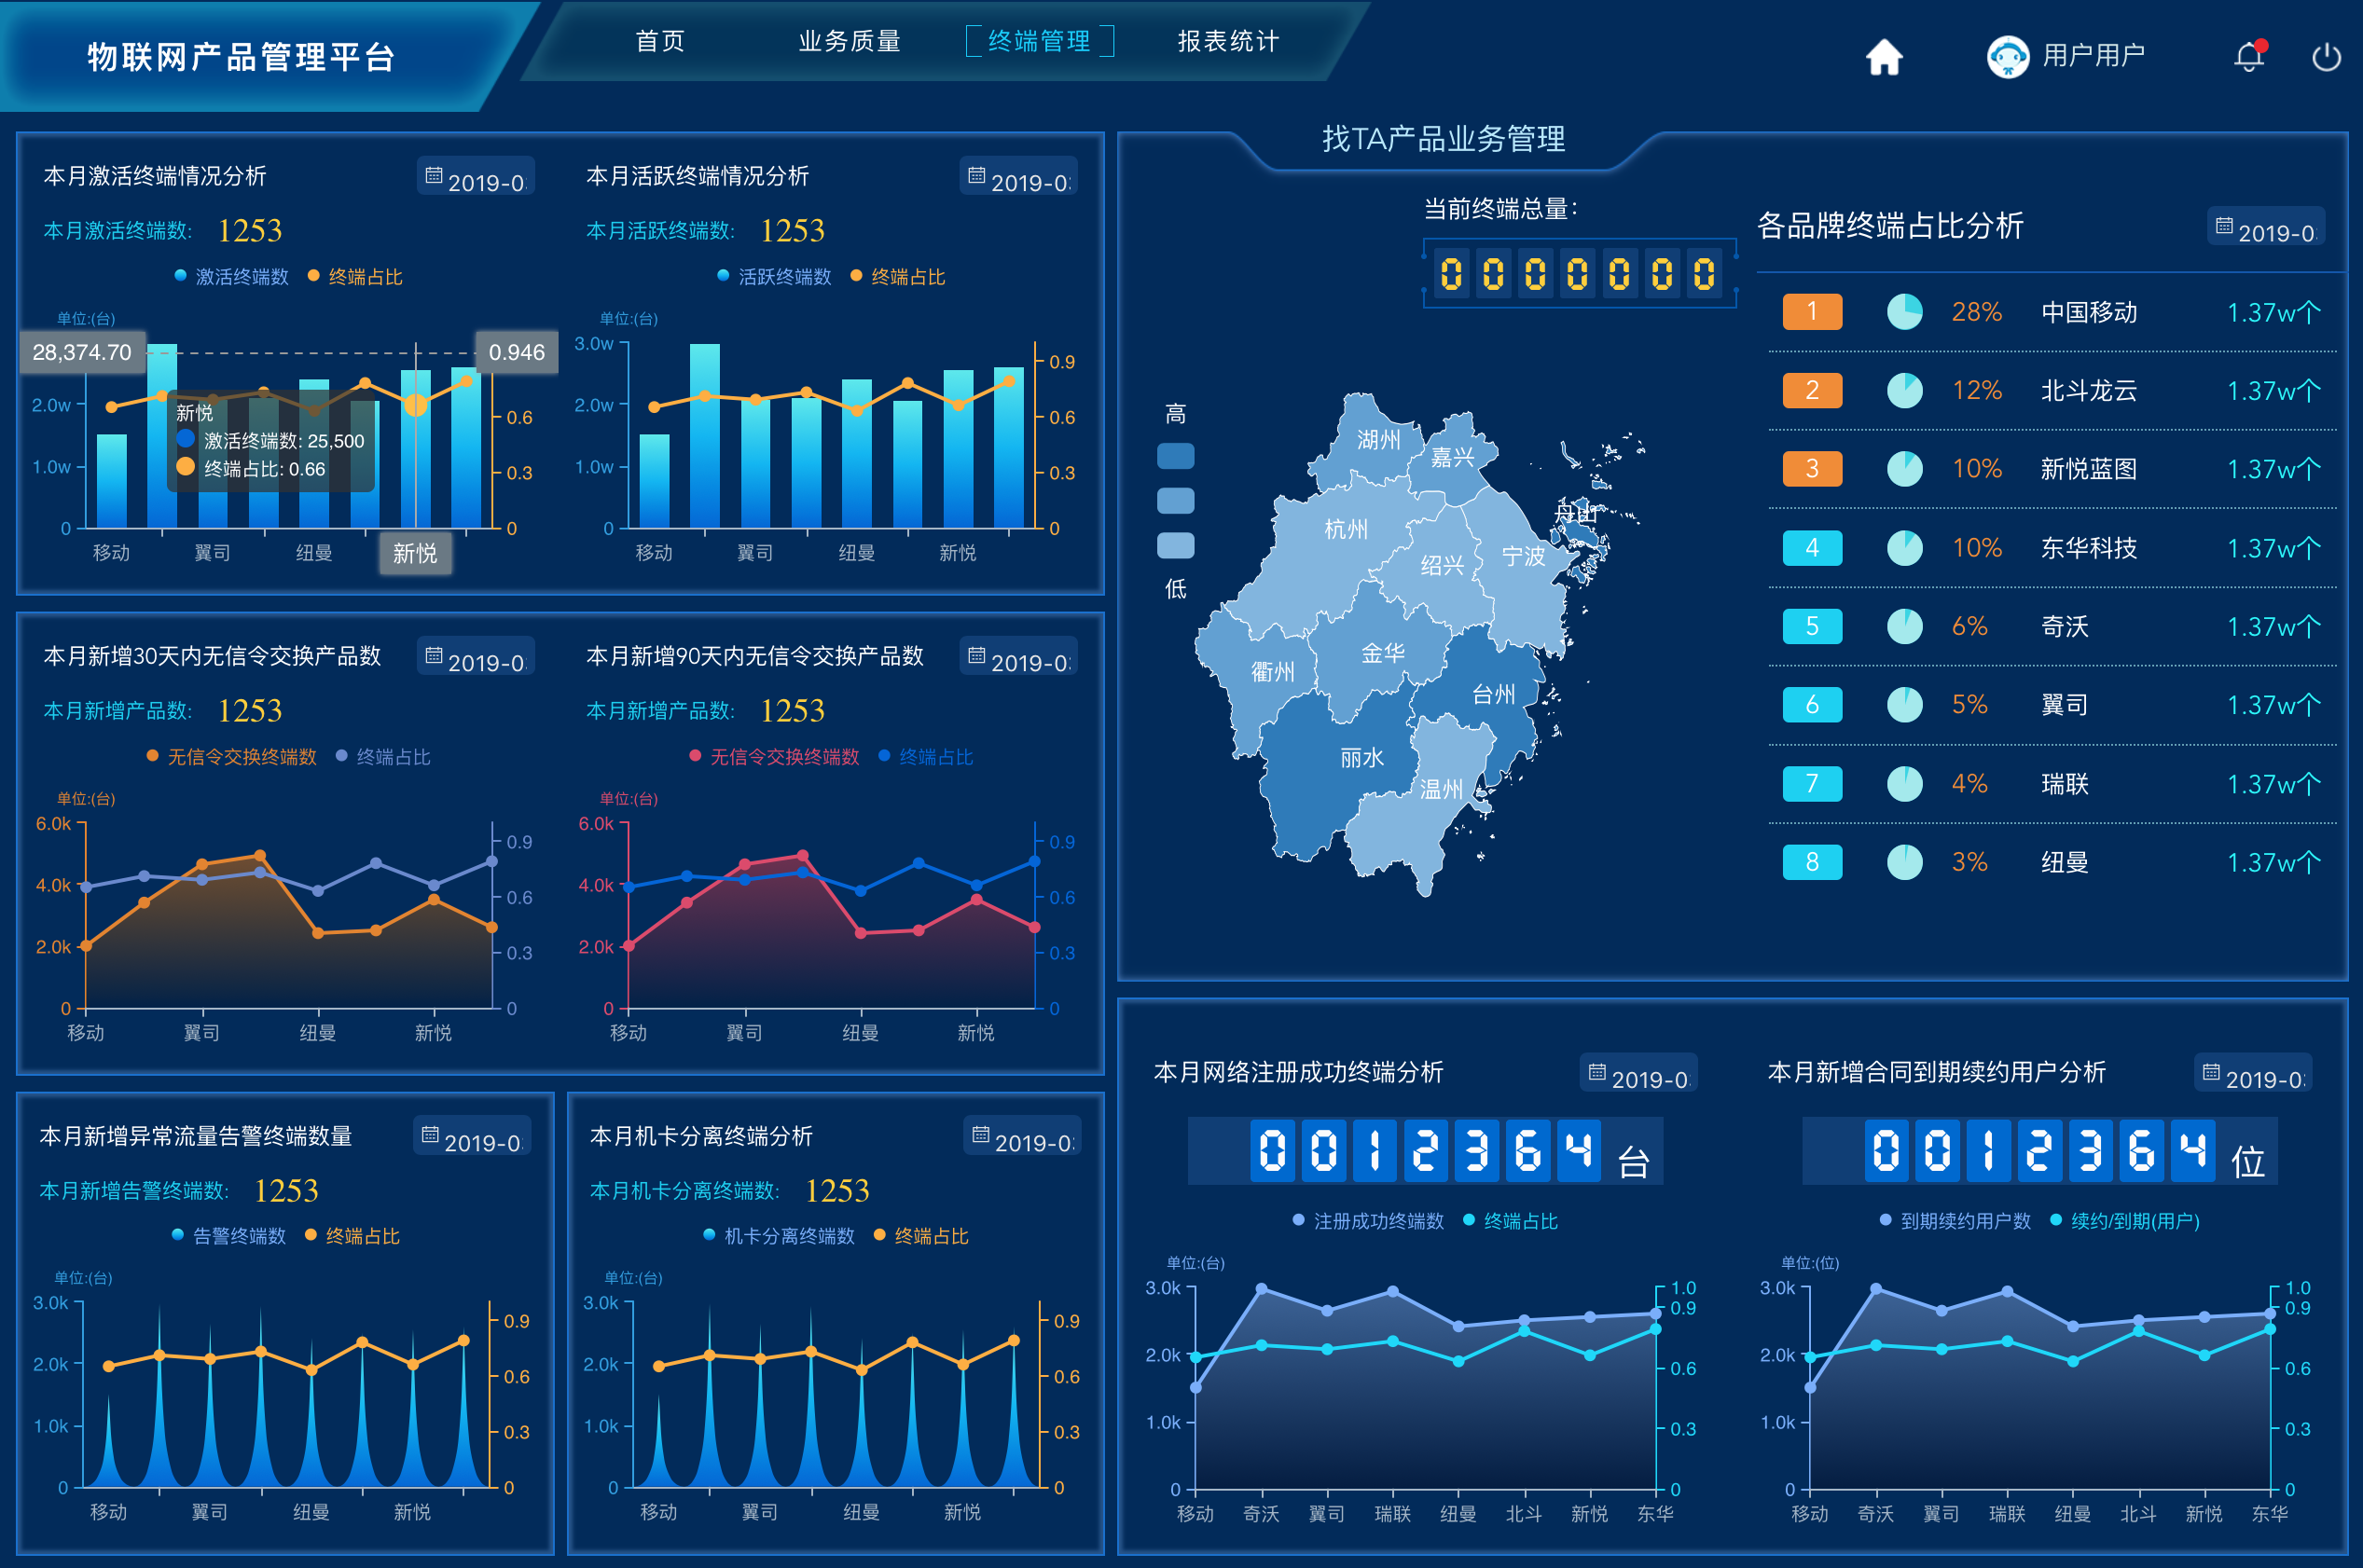 物联网产品管理平台
首页
业务质量
终端管理
报表统计
用户用户
本月激活终端情况分析
2019-0
本月激活终端数:
1253
激活终端数
终端占比
单位:(台)
28,374.70
0.946
2.0w
1.0w
0
0.6
0.3
0
新悦
激活终端数: 25,500
终端占比: 0.66
移动
翼司
纽曼
新悦
本月活跃终端情况分析
2019-0
本月活跃终端数:
1253
活跃终端数
终端占比
单位:(台)
3.0w
2.0w
1.0w
0
0.9
0.6
0.3
0
移动
翼司
纽曼
新悦
本月新增30天内无信令交换产品数
2019-0
本月新增产品数:
1253
无信令交换终端数
终端占比
单位:(台)
6.0k
4.0k
2.0k
0
0.9
0.6
0.3
0
移动
翼司
纽曼
新悦
本月新增90天内无信令交换产品数
2019-0
本月新增产品数:
1253
无信令交换终端数
终端占比
单位:(台)
6.0k
4.0k
2.0k
0
0.9
0.6
0.3
0
移动
翼司
纽曼
新悦
本月新增异常流量告警终端数量
2019-0
本月新增告警终端数:
1253
告警终端数
终端占比
单位:(台)
3.0k
2.0k
1.0k
0
0.9
0.6
0.3
0
移动
翼司
纽曼
新悦
本月机卡分离终端分析
2019-0
本月机卡分离终端数:
1253
机卡分离终端数
终端占比
单位:(台)
3.0k
2.0k
1.0k
0
0.9
0.6
0.3
0
移动
翼司
纽曼
新悦
找TA产品业务管理
当前终端总量:
0000000
高
低
湖州
嘉兴
舟山
杭州
绍兴
宁波
金华
衢州
台州
丽水
温州
各品牌终端占比分析
2019-0
1 28% 中国移动 1.37w个
2 12% 北斗龙云 1.37w个
3 10% 新悦蓝图 1.37w个
4 10% 东华科技 1.37w个
5 6% 奇沃 1.37w个
6 5% 翼司 1.37w个
7 4% 瑞联 1.37w个
8 3% 纽曼 1.37w个
本月网络注册成功终端分析
2019-0
0012364 台
注册成功终端数
终端占比
单位:(台)
3.0k
2.0k
1.0k
0
1.0
0.9
0.6
0.3
0
移动
奇沃
翼司
瑞联
纽曼
北斗
新悦
东华
本月新增合同到期续约用户分析
2019-0
0012364 位
到期续约用户数
续约/到期(用户)
单位:(位)
3.0k
2.0k
1.0k
0
1.0
0.9
0.6
0.3
0
移动
奇沃
翼司
瑞联
纽曼
北斗
新悦
东华